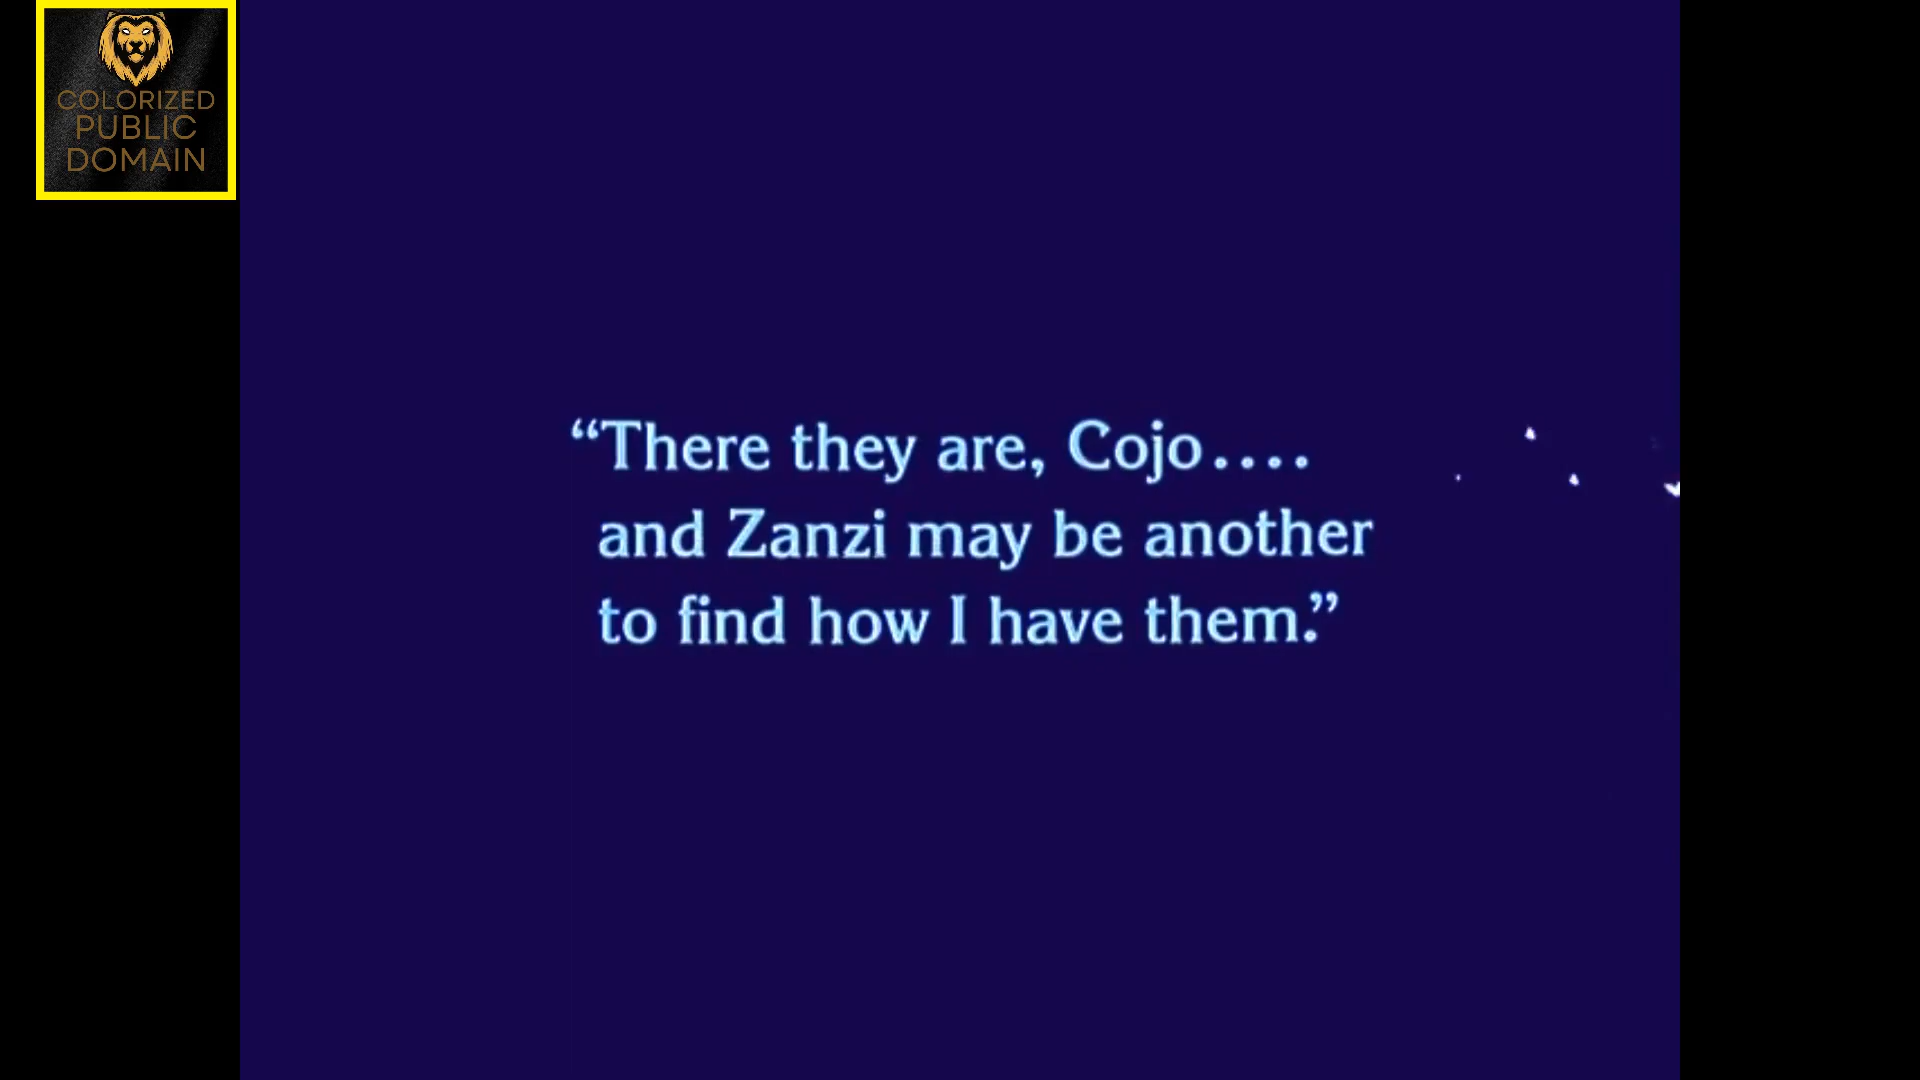 COLORIZED
PUBLIC
DOMAIN
“There they are, Cojo....
and Zanzi may be another
to find how I have them.”